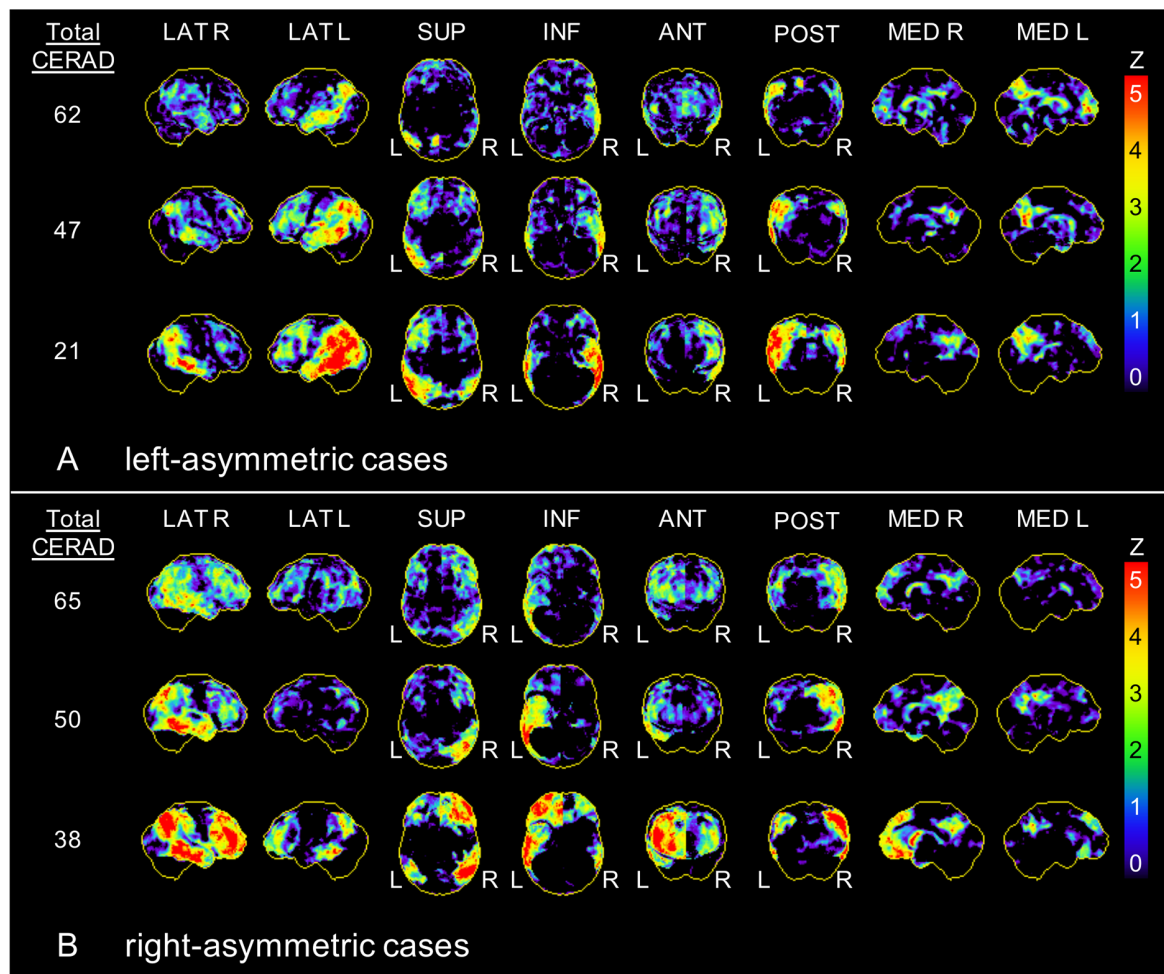 Total LAT R LAT L SUP INF ANT POST MED R MED L Z
CERAD
5
62
L R L R L R L R
4
3
47
L R L R L R L R
2
1
21
L R L R L R L R
0
A left-asymmetric cases
Total LAT R LAT L SUP INF ANT POST MED R MED L Z
CERAD
5
65
L R L R L R L R
4
3
50
L R L R L R L R
2
1
38
0
L R L R L R L R
B right-asymmetric cases